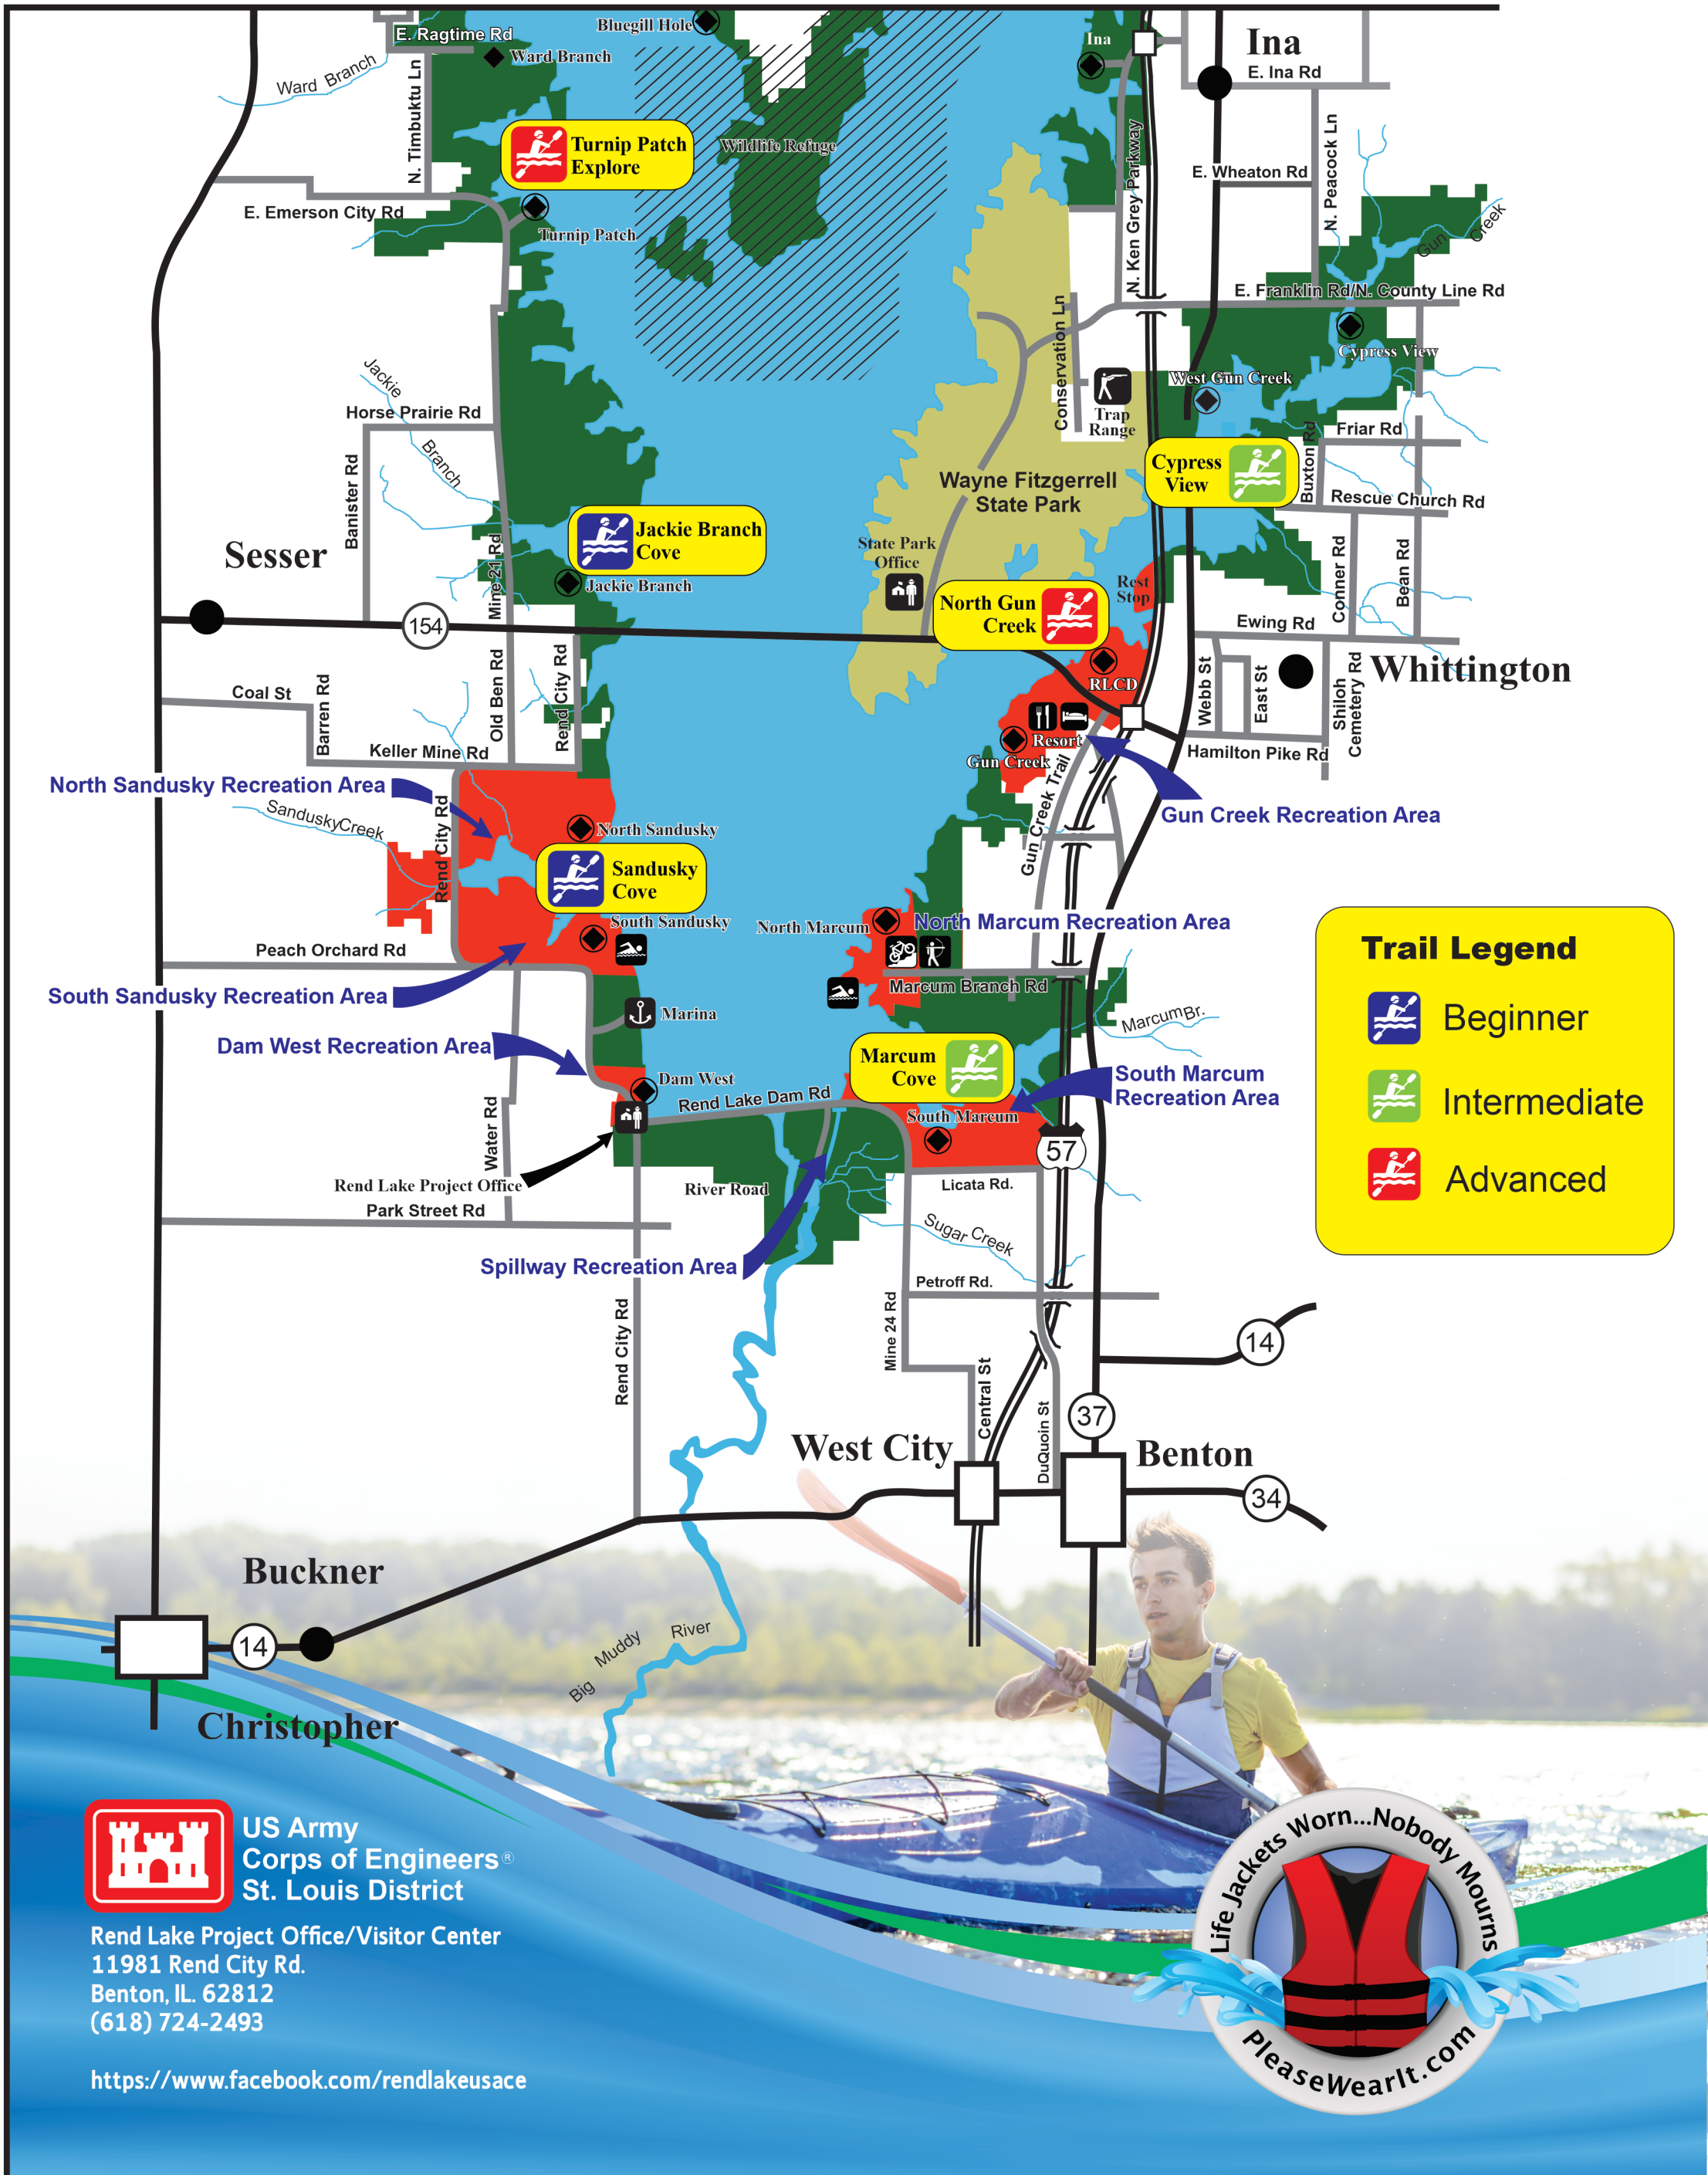 Bluegill Hole
E. Ragtime Rd
Ward Branch
Ward Branch
N. Timbuktu Ln
Ina
Ina
E. Ina Rd
Turnip Patch
Explore
Wildlife Refuge
N. Ken Grey Parkway
E. Wheaton Rd
N. Peacock Ln
Gun Creek
E. Emerson City Rd
Turnip Patch
E. Franklin Rd/N. County Line Rd
Conservation Ln
Cypress View
West Gun Creek
Trap
Range
Jackie Branch
Horse Prairie Rd
Banister Rd
Friar Rd
Buxton Rd
Cypress
View
Wayne Fitzgerrell
State Park
Rescue Church Rd
Jackie Branch
Cove
Sesser
Mine 21 Rd
Jackie Branch
State Park
Office
Rest
Stop
Conner Rd
Bean Rd
North Gun
Creek
154
Ewing Rd
Whittington
RLCD
Webb St
East St
Shiloh
Cemetery Rd
Coal St
Barren Rd
Old Ben Rd
Rend City Rd
Keller Mine Rd
Resort
Gun Creek
Hamilton Pike Rd
Gun Creek Trail
Gun Creek Recreation Area
North Sandusky Recreation Area
Sandusky Creek
Rend City Rd
North Sandusky
Sandusky
Cove
South Sandusky
North Marcum
North Marcum Recreation Area
Peach Orchard Rd
South Sandusky Recreation Area
Marcum Branch Rd
Marina
Marcum Br.
Dam West Recreation Area
Marcum
Cove
South Marcum
Recreation Area
Dam West
Rend Lake Dam Rd
South Marcum
57
Water Rd
Rend Lake Project Office
River Road
Licata Rd.
Park Street Rd
Sugar Creek
Spillway Recreation Area
Petroff Rd.
Rend City Rd
Mine 24 Rd
Central St
DuQuoin St
14
37
West City
Benton
34
Buckner
14
Big Muddy River
Christopher
Trail Legend
Beginner
Intermediate
Advanced
US Army
Corps of Engineers®
St. Louis District
Rend Lake Project Office/Visitor Center
11981 Rend City Rd.
Benton, IL. 62812
(618) 724-2493
https://www.facebook.com/rendlakeusace
Life Jackets Worn...Nobody Mourns
PleaseWearIt.com